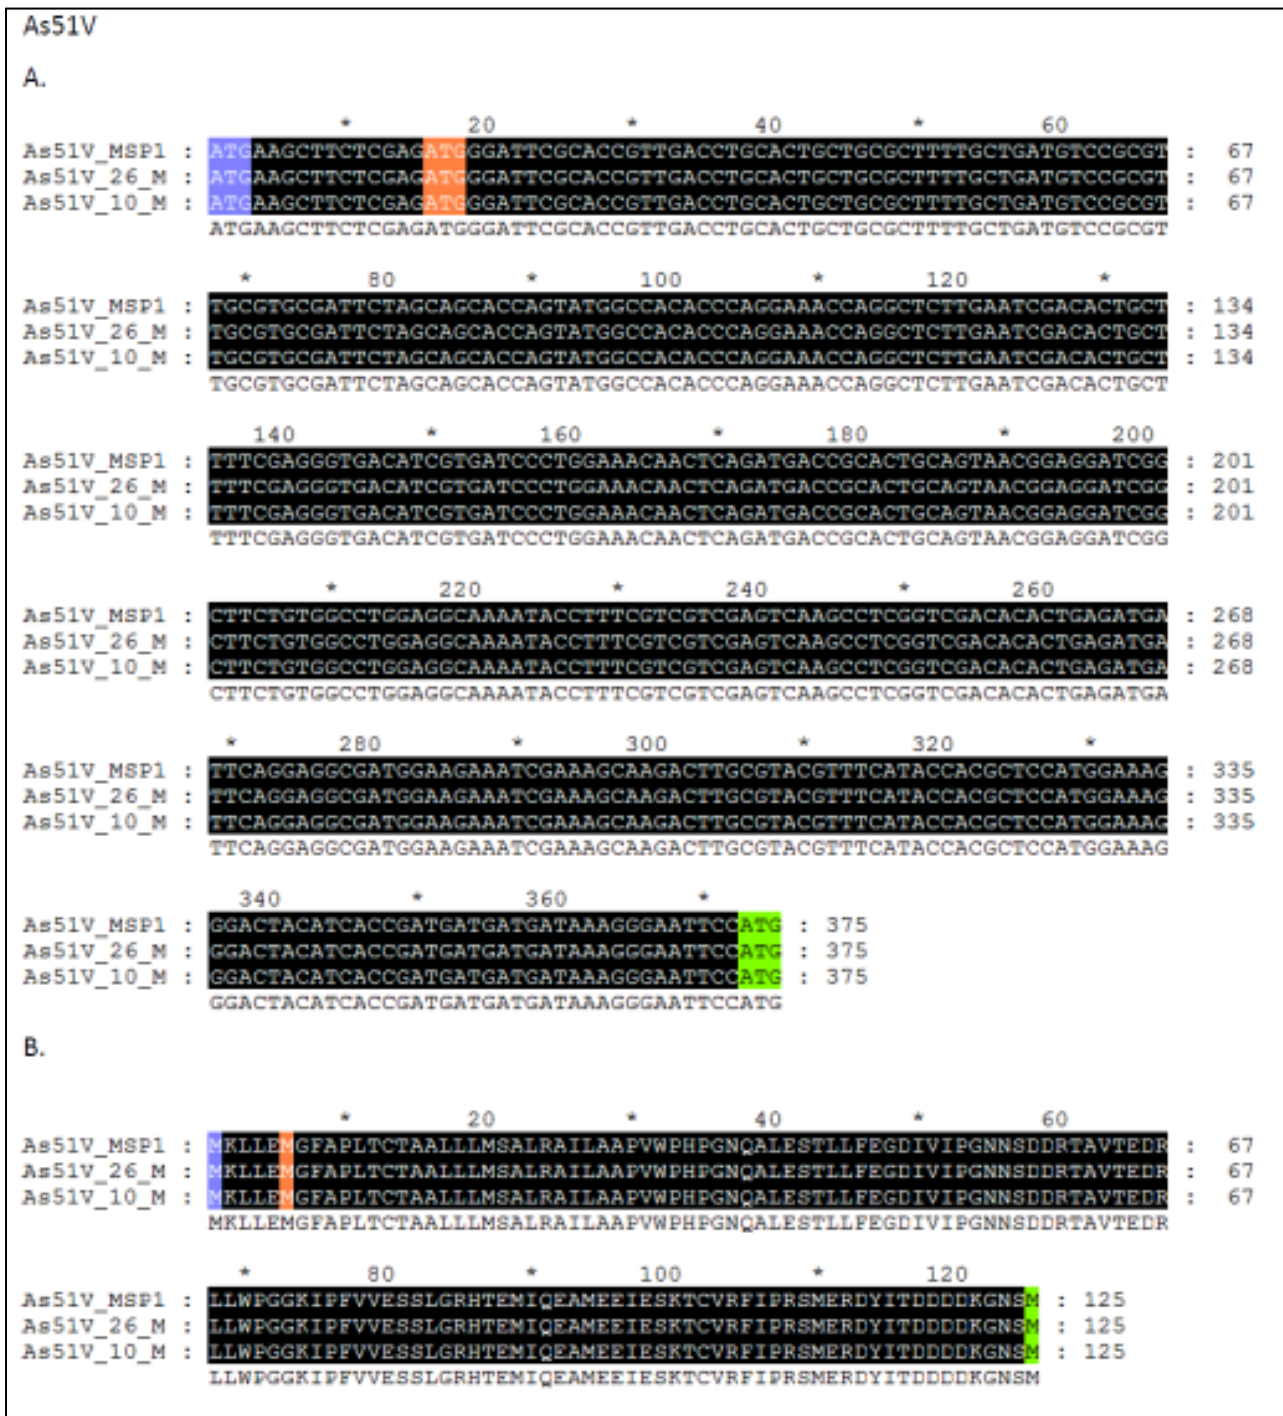 As51V
A.
* 20 * 40 * 60
As51V_MSP1 : ATGAAGCTTCTCGAGATGGGATTCGCACCGTTGACCTGCACTGCTGCGCTTTTGCTGATGTCCGCGT : 67
As51V_26_M : ATGAAGCTTCTCGAGATGGGATTCGCACCGTTGACCTGCACTGCTGCGCTTTTGCTGATGTCCGCGT : 67
As51V_10_M : ATGAAGCTTCTCGAGATGGGATTCGCACCGTTGACCTGCACTGCTGCGCTTTTGCTGATGTCCGCGT : 67
ATGAAGCTTCTCGAGATGGGATTCGCACCGTTGACCTGCACTGCTGCGCTTTTGCTGATGTCCGCGT
* 80 * 100 * 120 *
As51V_MSP1 : TGCGTGCGATTCTAGCAGCACCAGTATGGCCACACCCAGGAAACCAGGCTCTTGAATCGACACTGCT : 134
As51V_26_M : TGCGTGCGATTCTAGCAGCACCAGTATGGCCACACCCAGGAAACCAGGCTCTTGAATCGACACTGCT : 134
As51V_10_M : TGCGTGCGATTCTAGCAGCACCAGTATGGCCACACCCAGGAAACCAGGCTCTTGAATCGACACTGCT : 134
TGCGTGCGATTCTAGCAGCACCAGTATGGCCACACCCAGGAAACCAGGCTCTTGAATCGACACTGCT
140 * 160 * 180 * 200
As51V_MSP1 : TTTCGAGGGTGACATCGTGATCCCTGGAAACAACTCAGATGACCGCACTGCAGTAACGGAGGATCGG : 201
As51V_26_M : TTTCGAGGGTGACATCGTGATCCCTGGAAACAACTCAGATGACCGCACTGCAGTAACGGAGGATCGG : 201
As51V_10_M : TTTCGAGGGTGACATCGTGATCCCTGGAAACAACTCAGATGACCGCACTGCAGTAACGGAGGATCGG : 201
TTTCGAGGGTGACATCGTGATCCCTGGAAACAACTCAGATGACCGCACTGCAGTAACGGAGGATCGG
* 220 * 240 * 260
As51V_MSP1 : CTTCTGTGGCCTGGAGGCAAAATACCTTTCGTCGTCGAGTCAAGCCTCGGTCGACACACTGAGATGA : 268
As51V_26_M : CTTCTGTGGCCTGGAGGCAAAATACCTTTCGTCGTCGAGTCAAGCCTCGGTCGACACACTGAGATGA : 268
As51V_10_M : CTTCTGTGGCCTGGAGGCAAAATACCTTTCGTCGTCGAGTCAAGCCTCGGTCGACACACTGAGATGA : 268
CTTCTGTGGCCTGGAGGCAAAATACCTTTCGTCGTCGAGTCAAGCCTCGGTCGACACACTGAGATGA
* 280 * 300 * 320 *
As51V_MSP1 : TTCAGGAGGCGATGGAAGAAATCGAAAGCAAGACTTGCGTACGTTTCATACCACGCTCCATGGAAAG : 335
As51V_26_M : TTCAGGAGGCGATGGAAGAAATCGAAAGCAAGACTTGCGTACGTTTCATACCACGCTCCATGGAAAG : 335
As51V_10_M : TTCAGGAGGCGATGGAAGAAATCGAAAGCAAGACTTGCGTACGTTTCATACCACGCTCCATGGAAAG : 335
TTCAGGAGGCGATGGAAGAAATCGAAAGCAAGACTTGCGTACGTTTCATACCACGCTCCATGGAAAG
340 * 360 *
As51V_MSP1 : GGACTACATCACCGATGATGATGATAAAGGGAATTCCATG : 375
As51V_26_M : GGACTACATCACCGATGATGATGATAAAGGGAATTCCATG : 375
As51V_10_M : GGACTACATCACCGATGATGATGATAAAGGGAATTCCATG : 375
GGACTACATCACCGATGATGATGATAAAGGGAATTCCATG
B.
* 20 * 40 * 60
As51V_MSP1 : MKLLEMGFAPLTCTAALLLMSALRAILAAPVWPHPGNQALESTLLFEGDIVIPGNNSDDRTAVTEDR : 67
As51V_26_M : MKLLEMGFAPLTCTAALLLMSALRAILAAPVWPHPGNQALESTLLFEGDIVIPGNNSDDRTAVTEDR : 67
As51V_10_M : MKLLEMGFAPLTCTAALLLMSALRAILAAPVWPHPGNQALESTLLFEGDIVIPGNNSDDRTAVTEDR : 67
MKLLEMGFAPLTCTAALLLMSALRAILAAPVWPHPGNQALESTLLFEGDIVIPGNNSDDRTAVTEDR
* 80 * 100 * 120
As51V_MSP1 : LLWPGGKIPFVVESSLGRHTEMIQEAMEEIESKTCVRFIPRSMERDYITDDDDKGNSM : 125
As51V_26_M : LLWPGGKIPFVVESSLGRHTEMIQEAMEEIESKTCVRFIPRSMERDYITDDDDKGNSM : 125
As51V_10_M : LLWPGGKIPFVVESSLGRHTEMIQEAMEEIESKTCVRFIPRSMERDYITDDDDKGNSM : 125
LLWPGGKIPFVVESSLGRHTEMIQEAMEEIESKTCVRFIPRSMERDYITDDDDKGNSM